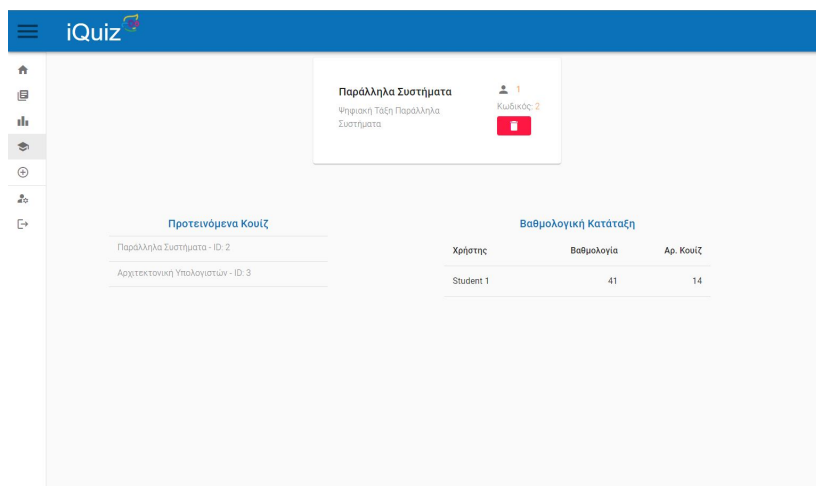 iQuiz
Παράλληλα Συστήματα
1
Ψηφιακή Τάξη Παράλληλα
Συστήματα
Κωδικός: 2
Προτεινόμενα Κουίζ
Παράλληλα Συστήματα - ID: 2
Αρχιτεκτονική Υπολογιστών - ID: 3
Βαθμολογική Κατάταξη
Χρήστης Βαθμολογία Αρ. Κουίζ
Student 1 41 14